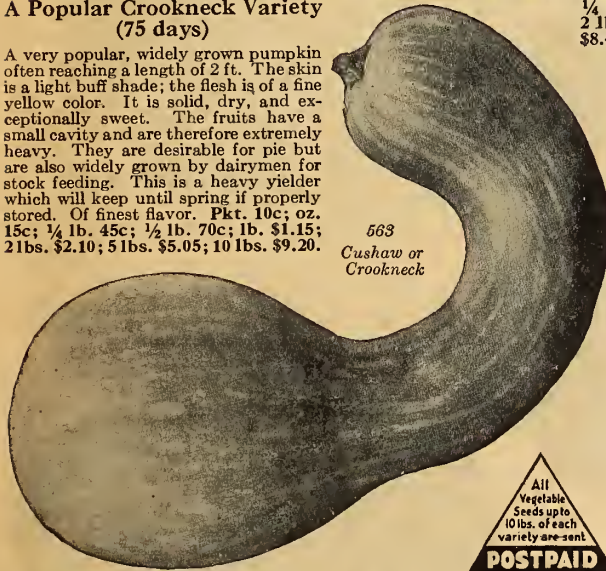 A Popular Crookneck Variety
(75 days)
A very popular, widely grown pumpkin
often reaching a length of 2 ft. The skin
is a light buff shade; the flesh is of a fine
yellow color. It is solid, dry, and ex-
ceptionally sweet. The fruits have a
small cavity and are therefore extremely
heavy. They are desirable for pie but
are also widely grown by dairymen for
stock feeding. This is a heavy yielder
which will keep until spring if properly
stored. Of finest flavor. Pkt. 10c; oz.
15c; ¼ lb. 45c; ½ lb. 70c; lb. $1.15;
2 lbs. $2.10; 5 lbs. $5.05; 10 lbs. $9.20.
563
Cushaw or
Crookneck
¼
All
Vegetable
Seeds up to
10 lbs. of each
variety are sent
POSTPAID